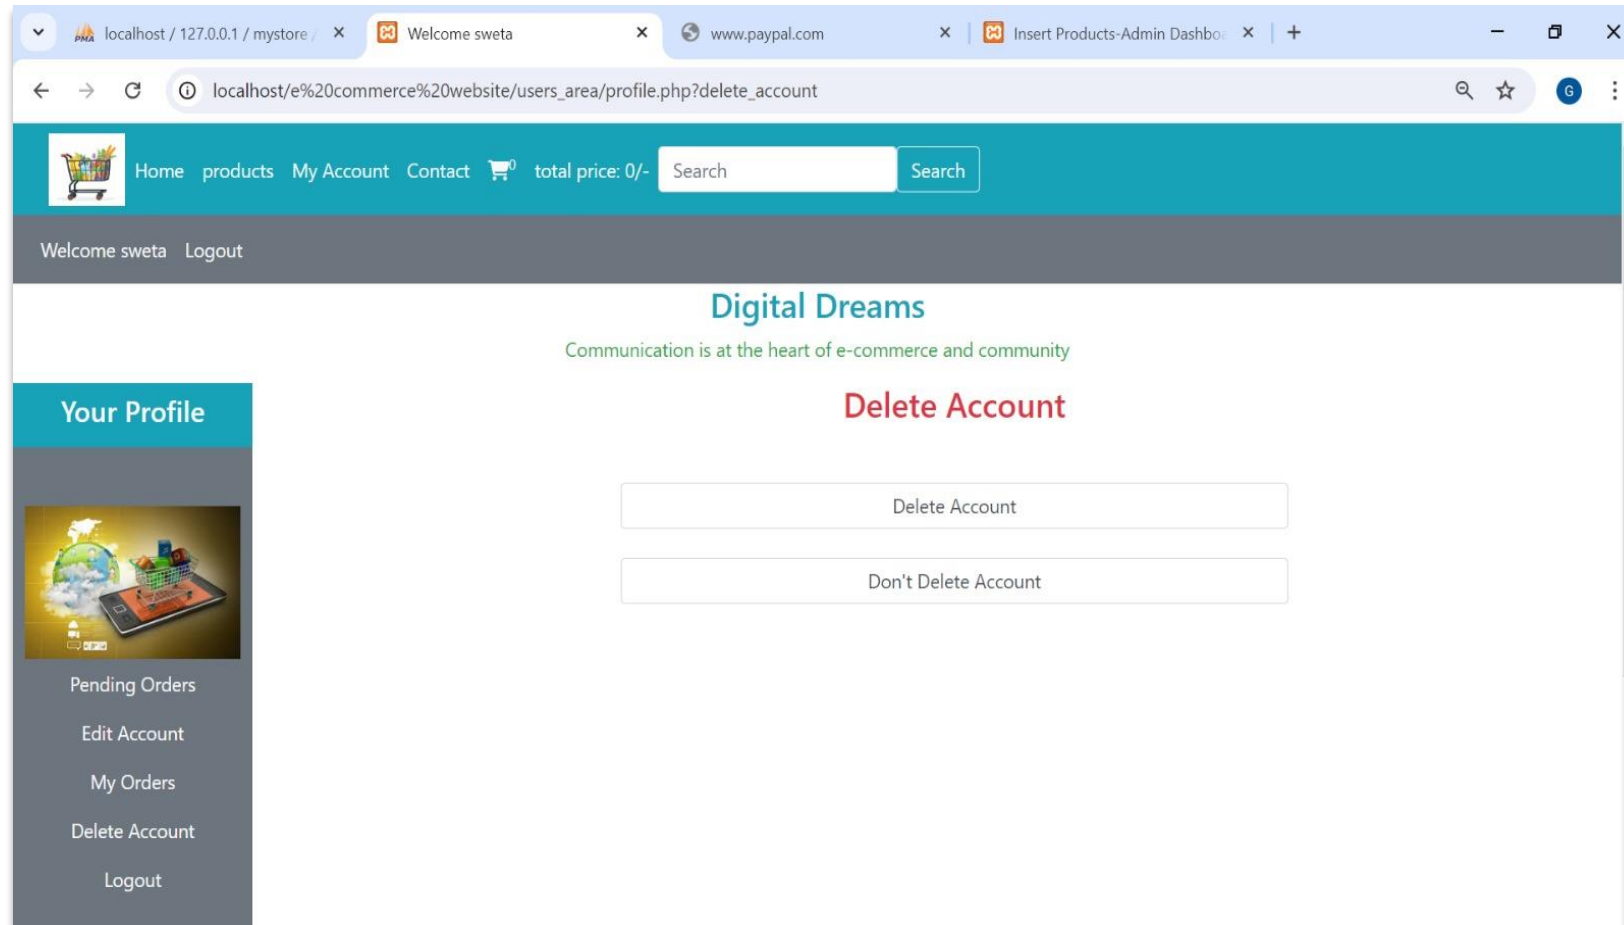 localhost / 127.0.0.1 / mystore / Welcome sweta www.paypal.com Insert Products-Admin Dashboa
localhost/e%20commerce%20website/users_area/profile.php?delete_account G
Home products My Account Contact 0 total price: 0/- Search Search
Welcome sweta Logout
Digital Dreams
Communication is at the heart of e-commerce and community
Your Profile
Delete Account
Delete Account
Don't Delete Account
Pending Orders
Edit Account
My Orders
Delete Account
Logout